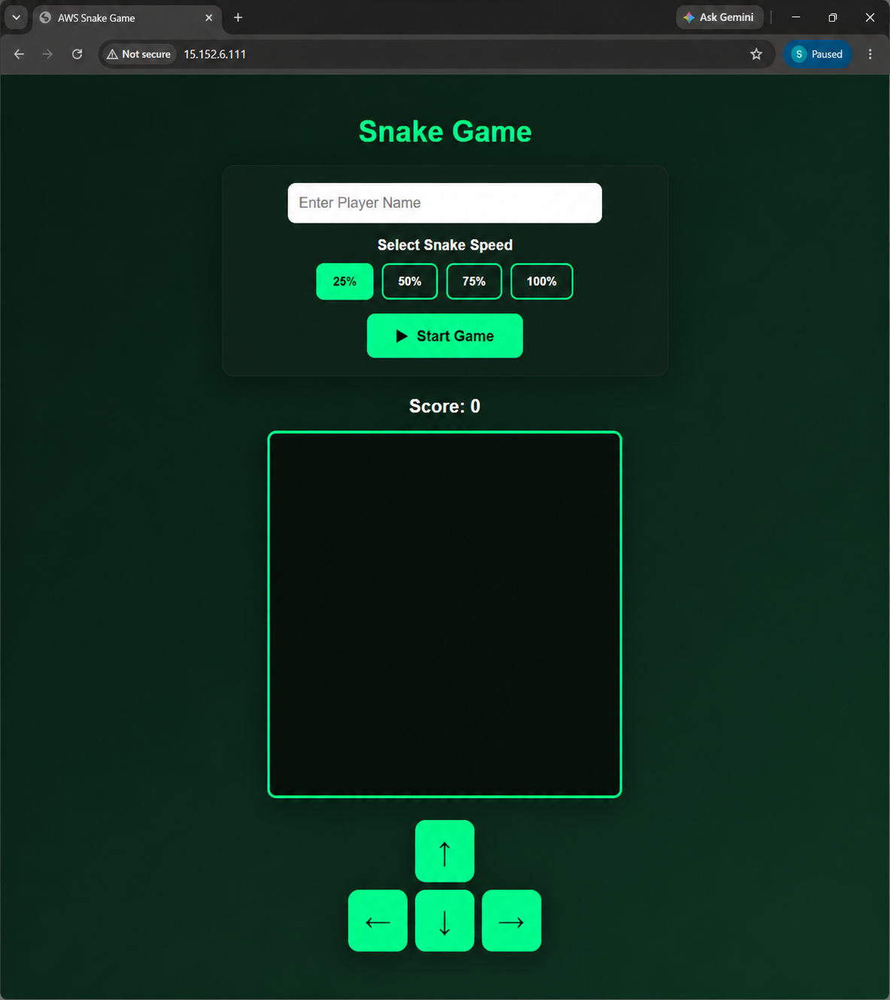 AWS Snake Game
Ask Gemini
Not secure
15.152.6.111
S
Paused
Snake Game
Enter Player Name
Select Snake Speed
25% 50% 75% 100%
▶ Start Game
Score: 0
↑
← ↓ →